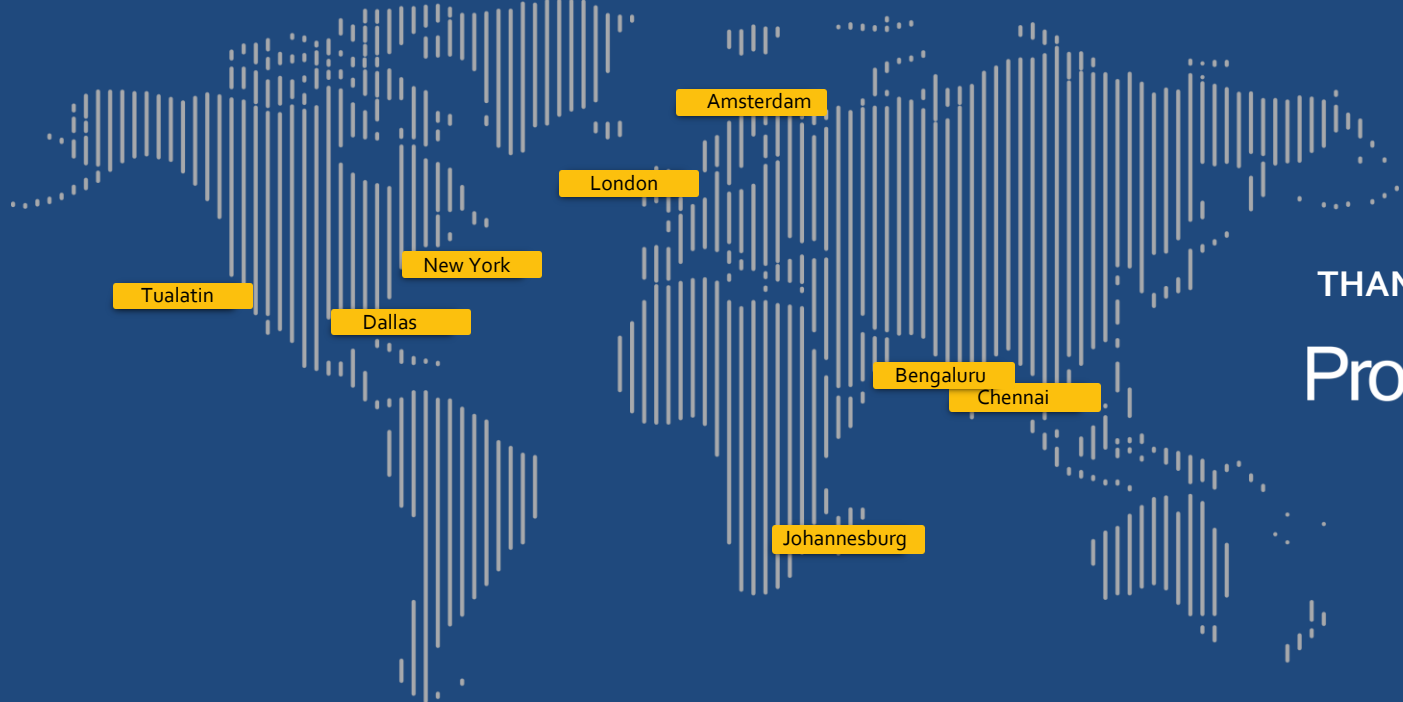 Amsterdam
London
New York
Tualatin
Dallas
Bengaluru
Chennai
Johannesburg
THAN
Pro